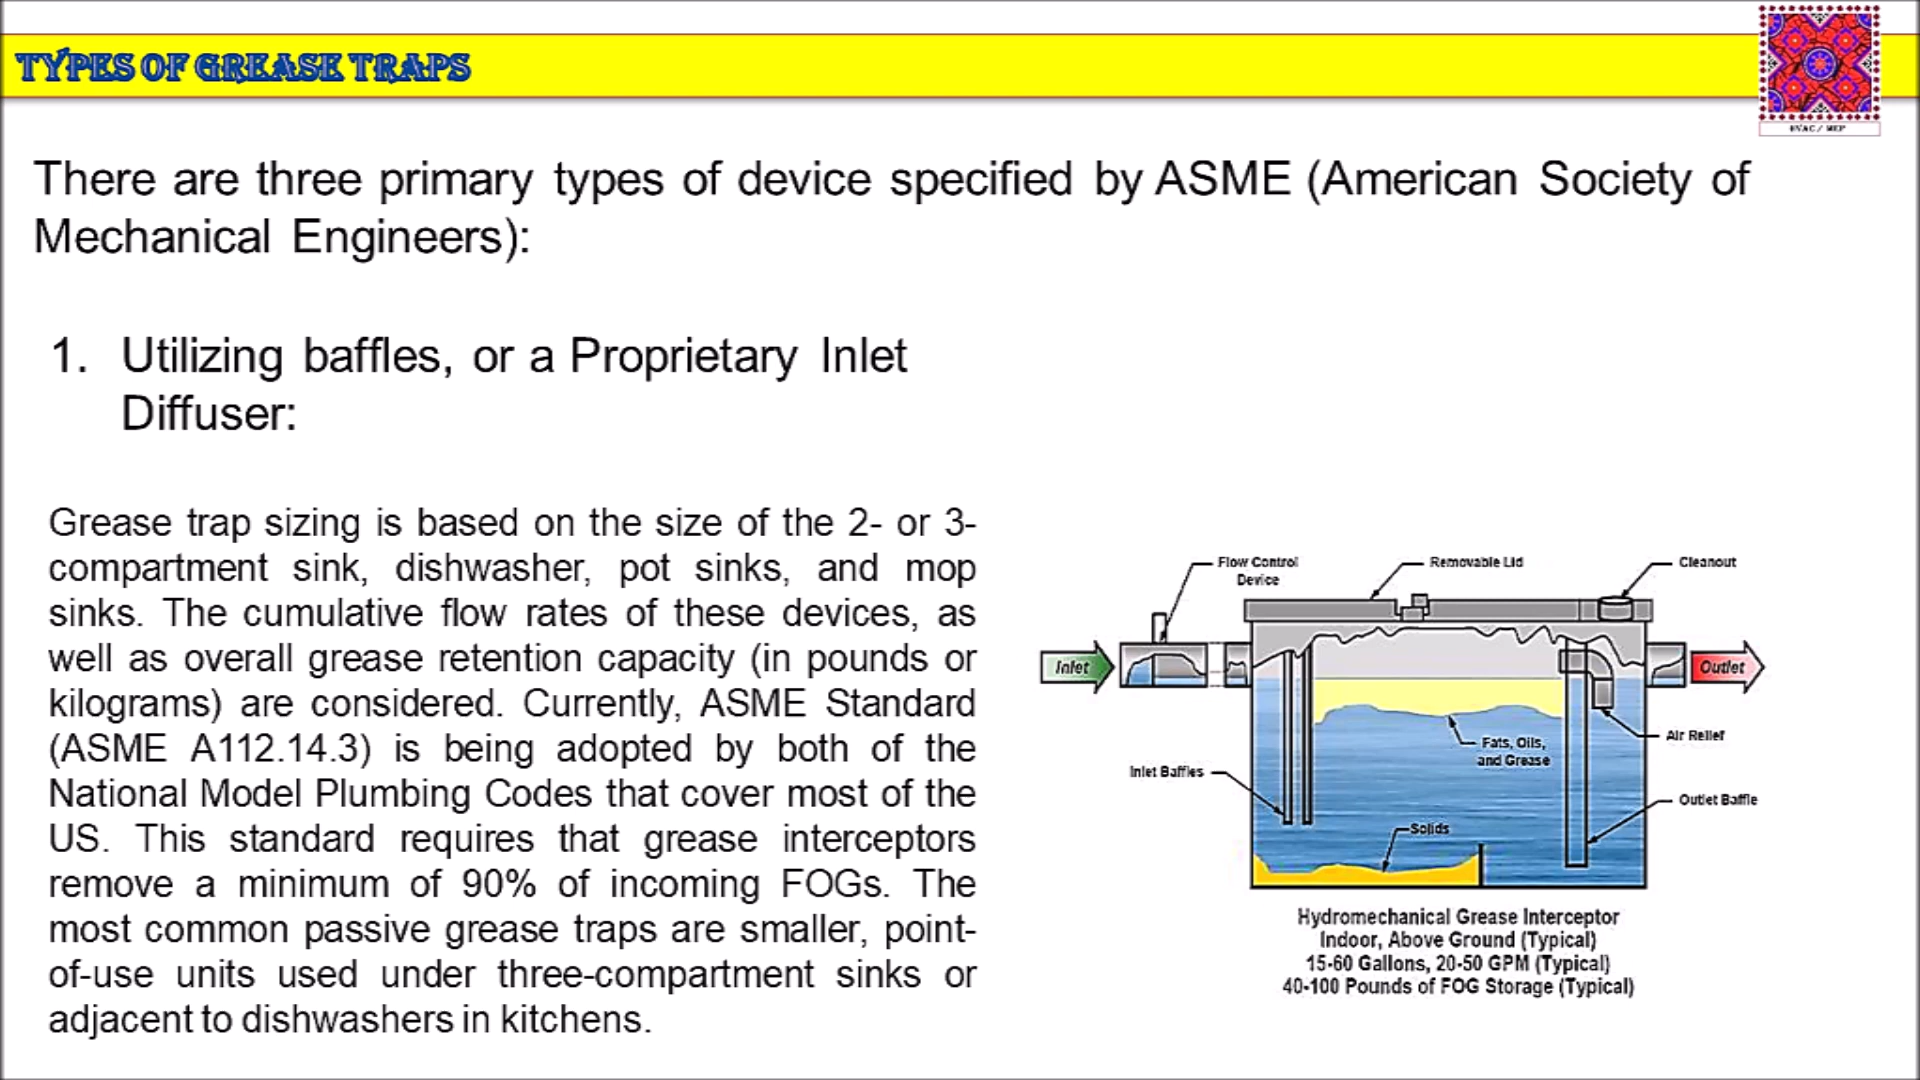 TYPES OF GREASE TRAPS
HVAC / MEP
There are three primary types of device specified by ASME (American Society of
Mechanical Engineers):
1. Utilizing baffles, or a Proprietary Inlet
Diffuser:
Grease trap sizing is based on the size of the 2- or 3-
compartment sink, dishwasher, pot sinks, and mop
sinks. The cumulative flow rates of these devices, as
well as overall grease retention capacity (in pounds or
kilograms) are considered. Currently, ASME Standard
(ASME A112.14.3) is being adopted by both of the
National Model Plumbing Codes that cover most of the
US. This standard requires that grease interceptors
remove a minimum of 90% of incoming FOGs. The
most common passive grease traps are smaller, point-
of-use units used under three-compartment sinks or
adjacent to dishwashers in kitchens.
Flow Control
Device
Removable Lid
Cleanout
Inlet
Outlet
Air Relief
Fats, Oils,
and Grease
Inlet Baffles
Outlet Baffle
Solids
Hydromechanical Grease Interceptor
Indoor, Above Ground (Typical)
15-60 Gallons, 20-50 GPM (Typical)
40-100 Pounds of FOG Storage (Typical)